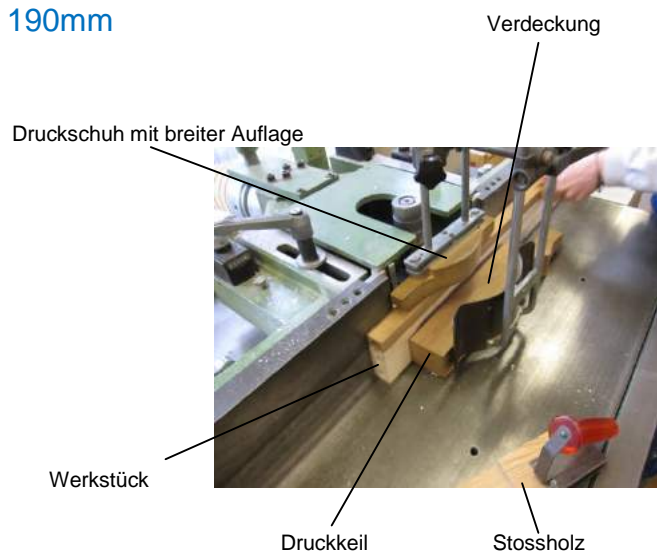 190mm
Verdeckung
Druckschuh mit breiter Auflage
Werkstück
Druckkeil
Stossholz